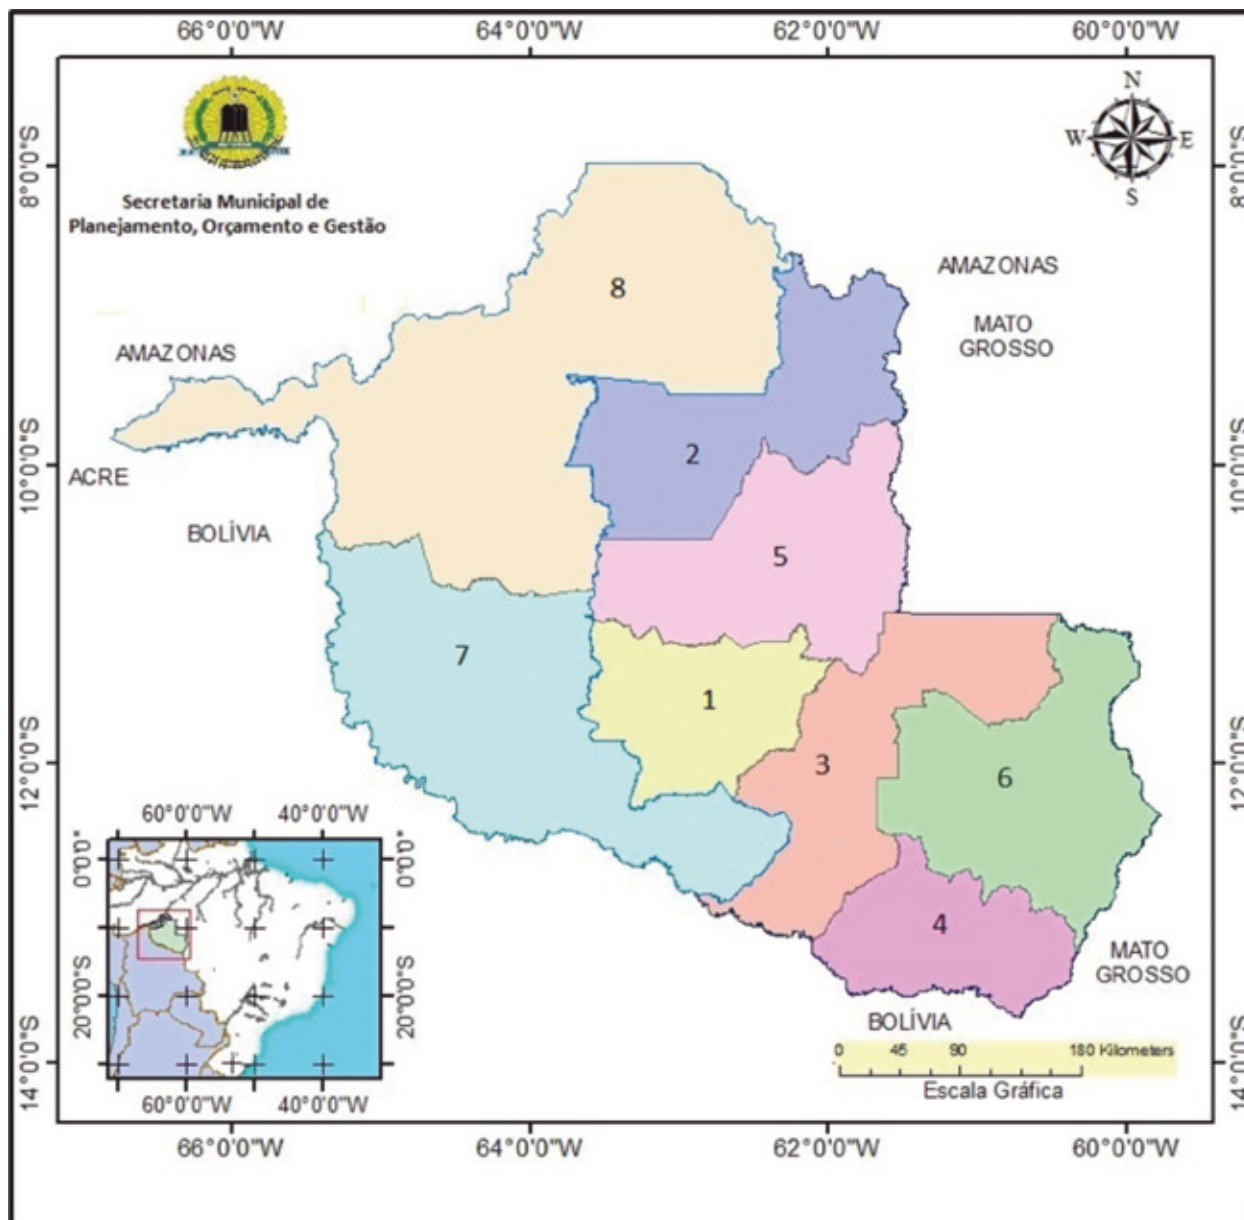 66°0'0"W 64°0'0"W 62°0'0"W 60°0'0"W
N
W E
S
8°0'0"S 8°0'0"S
Secretaria Municipal de
Planejamento, Orçamento e Gestão
8
AMAZONAS
MATO
GROSSO
AMAZONAS
2
10°0'0"S 10°0'0"S
ACRE
BOLÍVIA
5
7
1
3
6
12°0'0"S 12°0'0"S
60°0'0"W 40°0'0"W
0°0'0" 0°0'0"
4
MATO
GROSSO
20°0'0"S 20°0'0"S
BOLÍVIA
0 45 90 180 Kilometers
Escala Gráfica
14°0'0"S 14°0'0"S
60°0'0"W 40°0'0"W
66°0'0"W 64°0'0"W 62°0'0"W 60°0'0"W